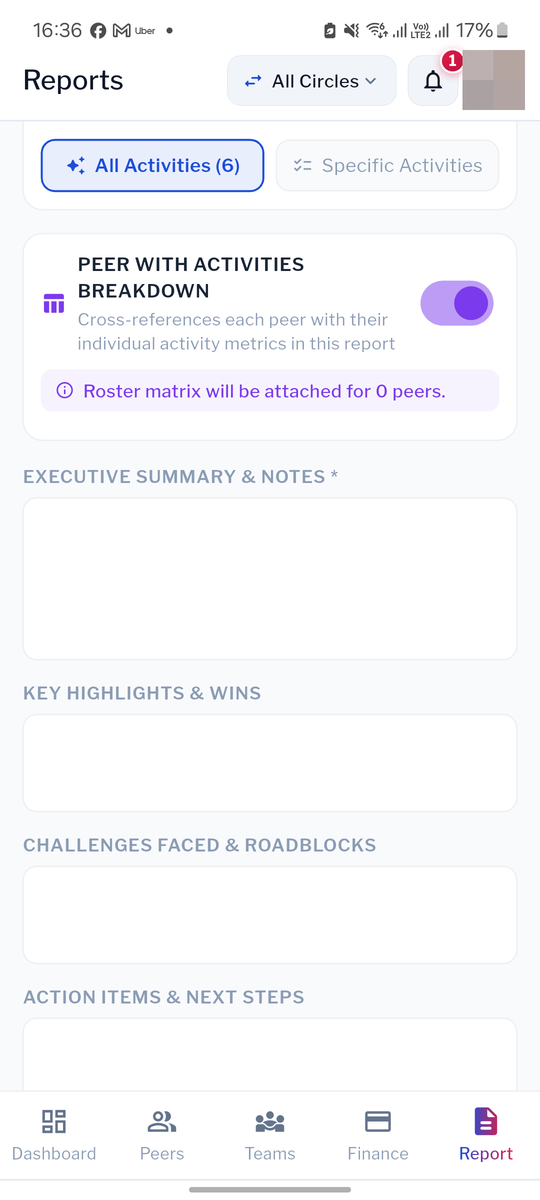 16:36 Uber Vo)) LTE2 17%
Reports
All Circles
1
All Activities (6)
Specific Activities
PEER WITH ACTIVITIES
BREAKDOWN
Cross-references each peer with their
individual activity metrics in this report
Roster matrix will be attached for 0 peers.
EXECUTIVE SUMMARY & NOTES *
KEY HIGHLIGHTS & WINS
CHALLENGES FACED & ROADBLOCKS
ACTION ITEMS & NEXT STEPS
Dashboard
Peers
Teams
Finance
Report